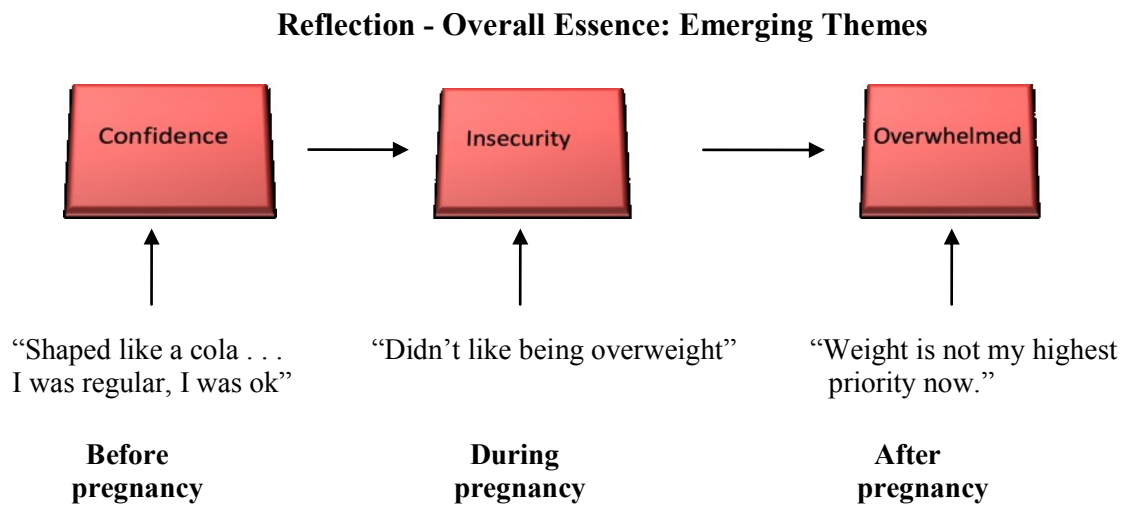 Reflection - Overall Essence: Emerging Themes
Confidence
Insecurity
Overwhelmed
“Shaped like a cola . . .
I was regular, I was ok”
“Didn’t like being overweight”
“Weight is not my highest
priority now.”
Before
pregnancy
During
pregnancy
After
pregnancy